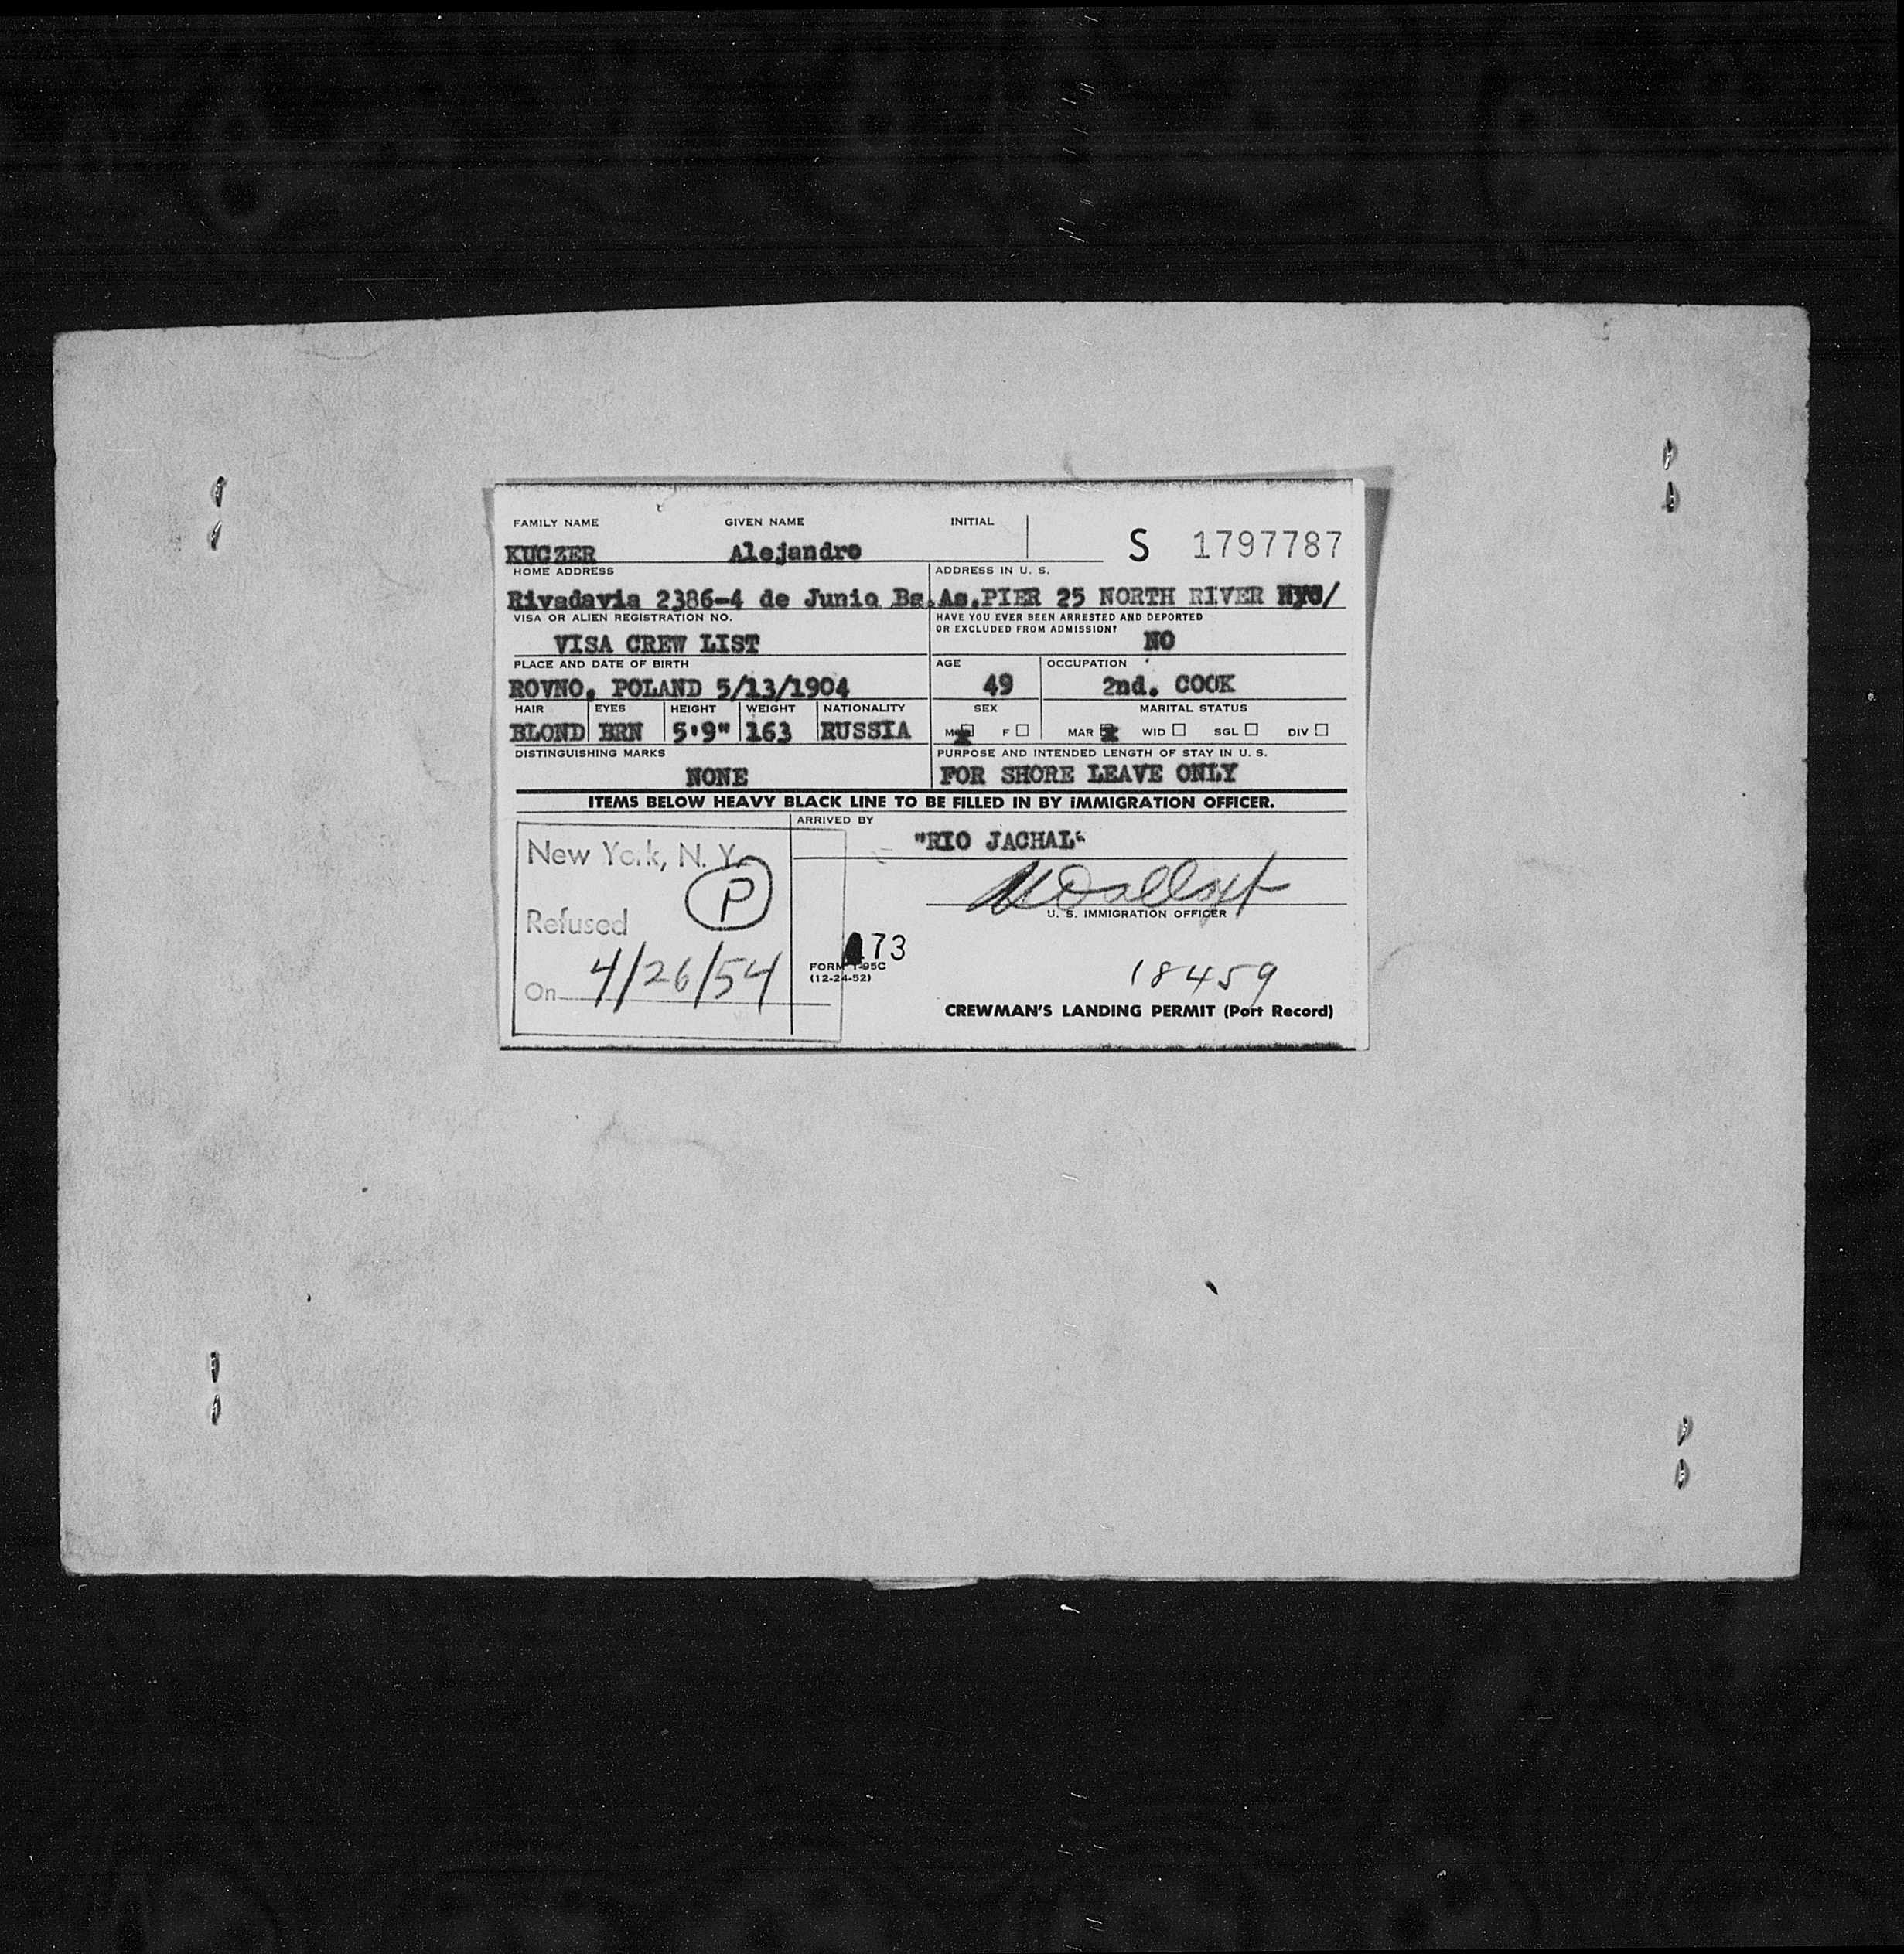 FAMILY NAME GIVEN NAME INITIAL
KUCZER Alejandro S 1797787
HOME ADDRESS ADDRESS IN U. S.
Rivadavia 2386-4 de Junio Bs.As. PIER 25 NORTH RIVER NYC/
VISA OR ALIEN REGISTRATION NO. HAVE YOU EVER BEEN ARRESTED AND DEPORTED
OR EXCLUDED FROM ADMISSION?
VISA CREW LIST NO
PLACE AND DATE OF BIRTH AGE OCCUPATION
ROVNO, POLAND 5/13/1904 49 2nd. COOK
HAIR EYES HEIGHT WEIGHT NATIONALITY SEX MARITAL STATUS
BLOND BRN 5'9" 163 RUSSIA M F MAR WID SGL DIV
DISTINGUISHING MARKS PURPOSE AND INTENDED LENGTH OF STAY IN U. S.
NONE FOR SHORE LEAVE ONLY
ITEMS BELOW HEAVY BLACK LINE TO BE FILLED IN BY IMMIGRATION OFFICER.
ARRIVED BY
"RIO JACHAL"
New York, N. Y.
P
U. S. IMMIGRATION OFFICER
Refused
73
FORM I-95C
(12-24-52)
On 4/26/54
18459
CREWMAN'S LANDING PERMIT (Port Record)